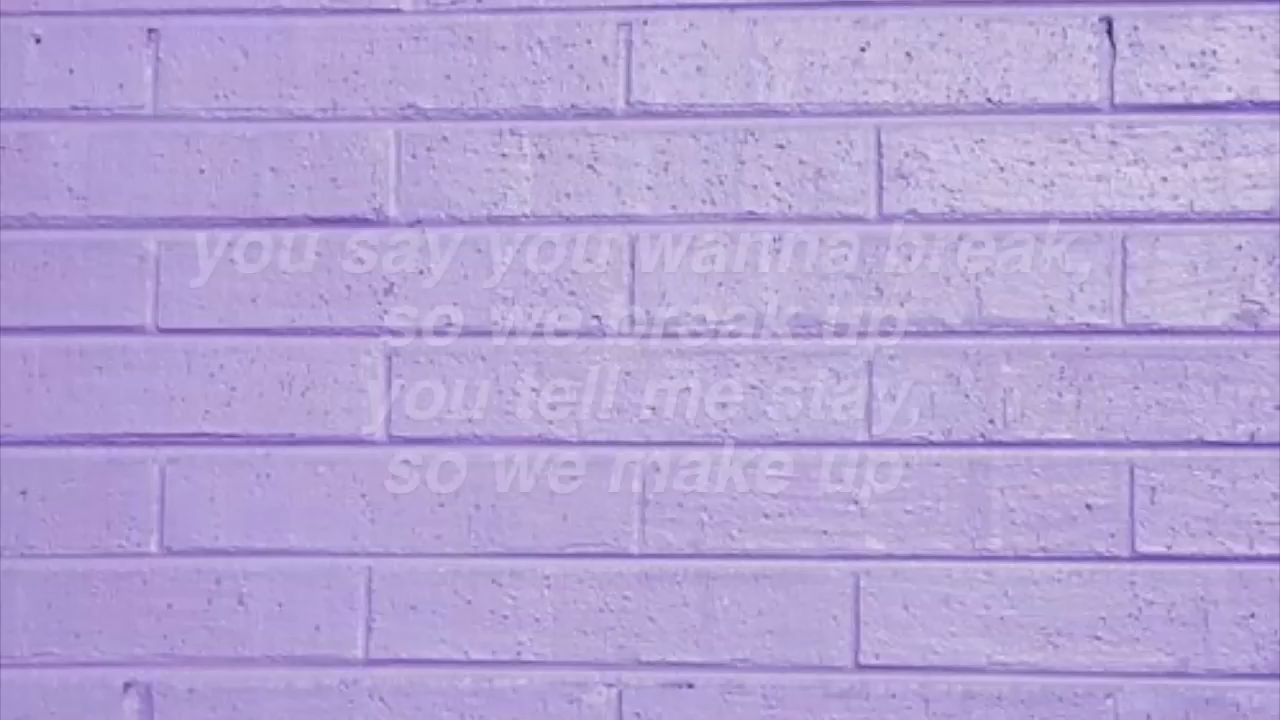 you say you wanna break,
so we break up
you tell me stay,
so we make up